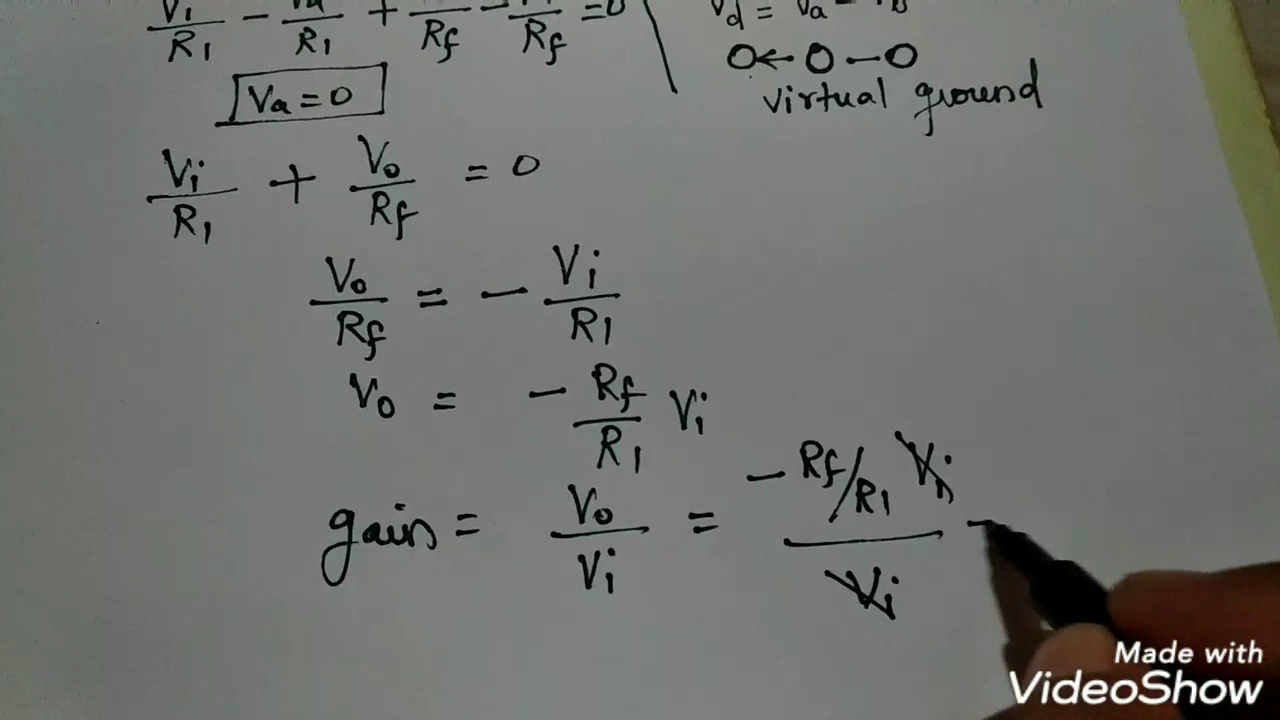 Vi/R1 - Va/R1 + /Rf - /Rf = 0
Vd = Va -
0 ← 0 - 0
Va = 0
virtual ground
Vi/R1 + Vo/Rf = 0
Vo/Rf = - Vi/R1
Vo = - Rf/R1 Vi
gain = Vo/Vi = - Rf/R1 Vi / Vi
Made with
VideoShow